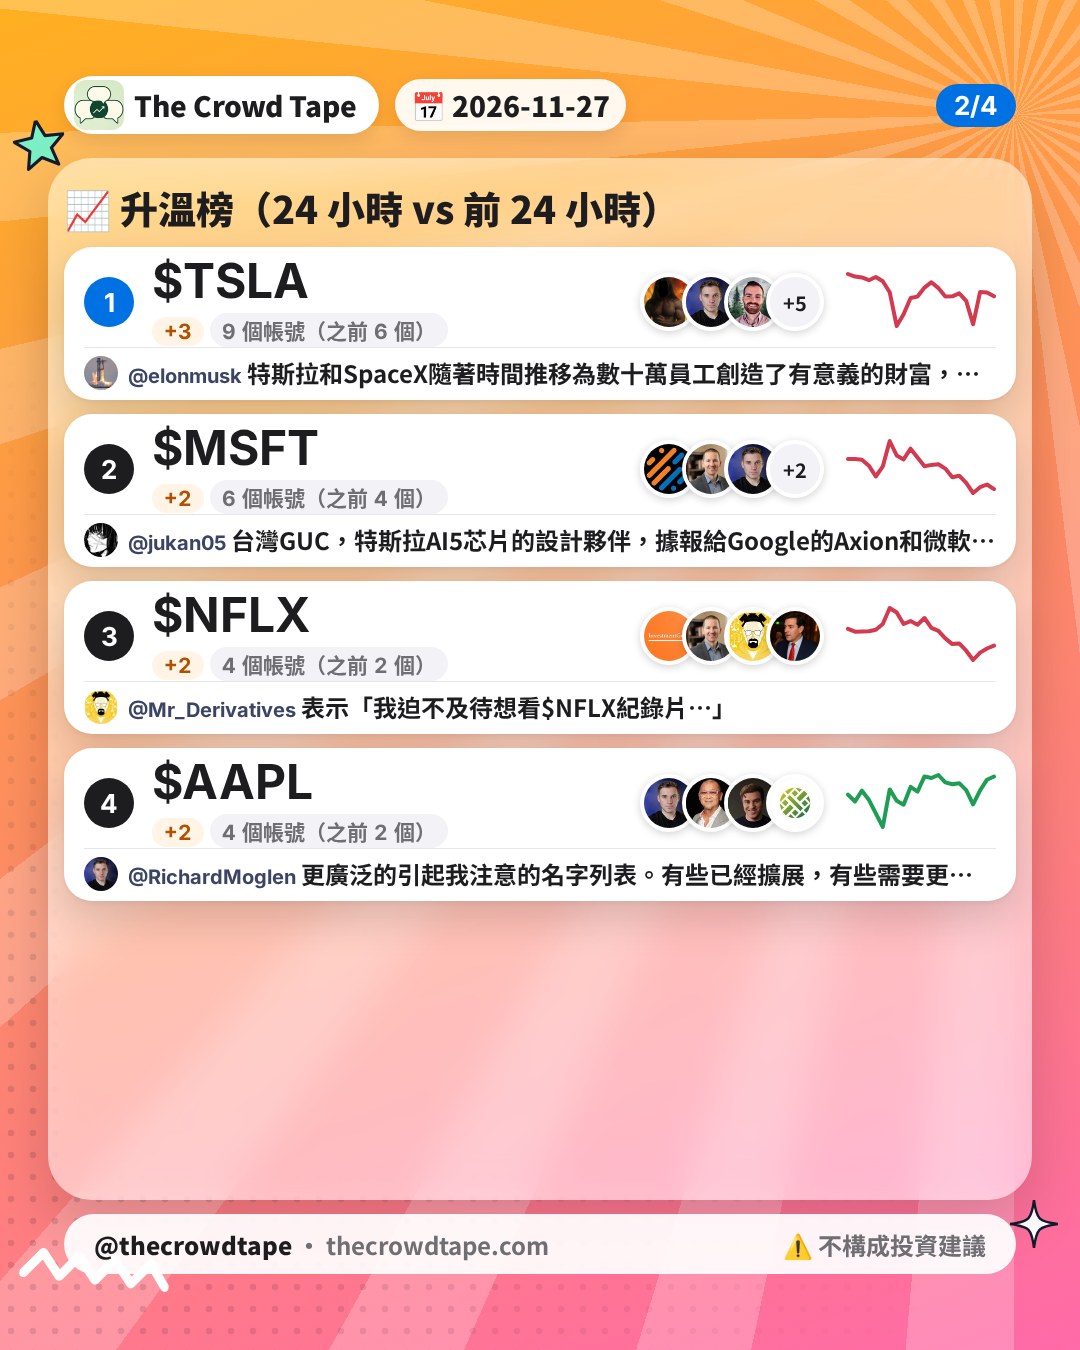 The Crowd Tape
📅 2026-11-27
2/4
📈 升溫榜（24 小時 vs 前 24 小時）
1
$TSLA
+3 9 個帳號（之前 6 個）
+5
@elonmusk 特斯拉和SpaceX隨著時間推移為數十萬員工創造了有意義的財富，…
2
$MSFT
+2 6 個帳號（之前 4 個）
+2
@jukan05 台灣GUC，特斯拉AI5芯片的設計夥伴，據報給Google的Axion和微軟…
3
$NFLX
+2 4 個帳號（之前 2 個）
@Mr_Derivatives 表示「我迫不及待想看$NFLX紀錄片…」
4
$AAPL
+2 4 個帳號（之前 2 個）
@RichardMoglen 更廣泛的引起我注意的名字列表。有些已經擴展，有些需要更…
@thecrowdtape • thecrowdtape.com
⚠️ 不構成投資建議